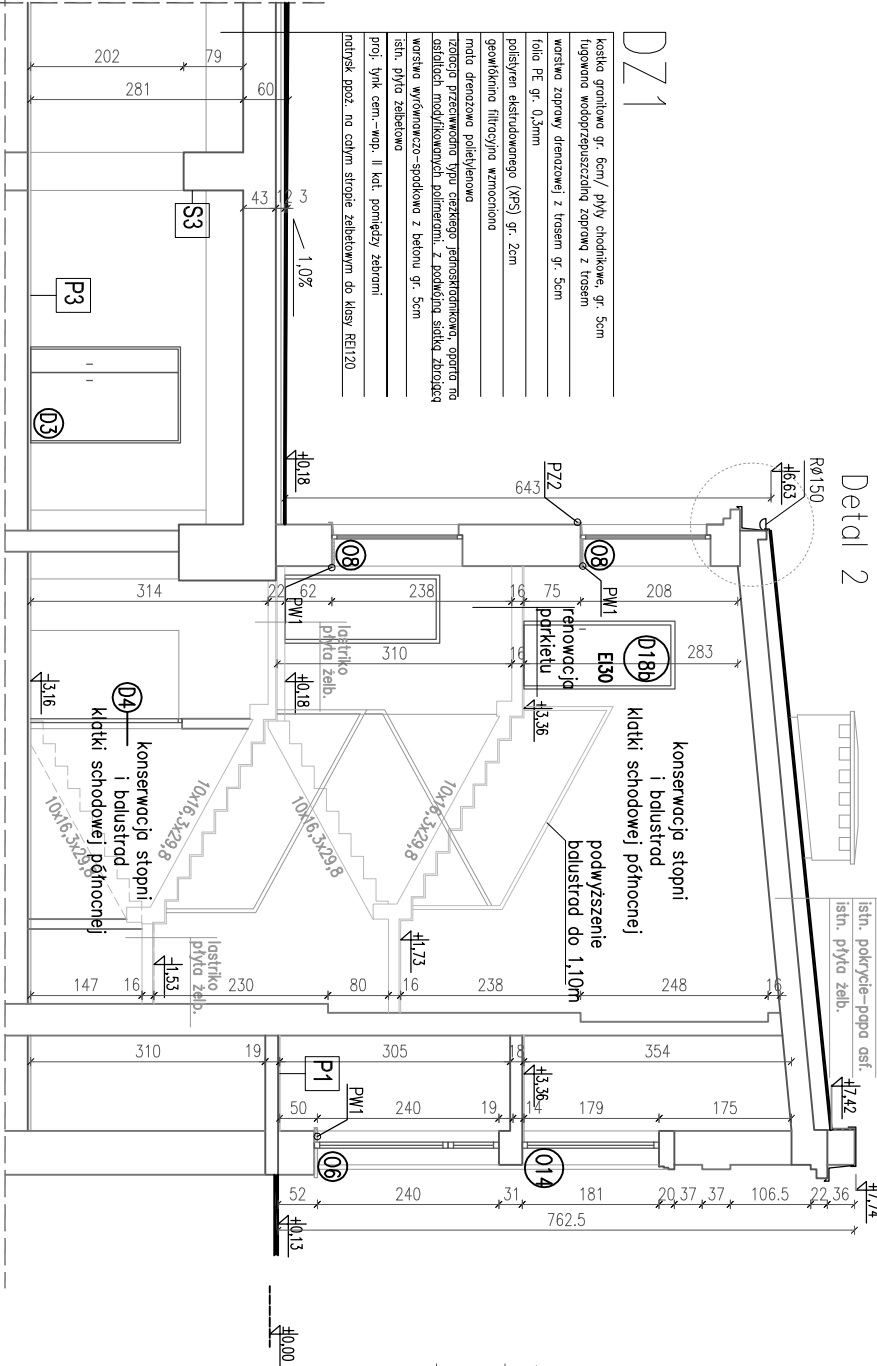 DZ1
kostka granitowa gr. 6cm/ płyty chodnikowe, gr. 5cm
fugowana wodoprzepuszczalną zaprawą z trasem
warstwa zaprawy drenażowej z trasem gr. 5cm
folia PE gr. 0,3mm
polistyren ekstrudowanego (XPS) gr. 2cm
geowłóknina filtracyjna wzmocniona
mata drenażowa polietylenowa
izolacja przeciwwodna typu ciężkiego jednoskładnikowa, oparta na
asfaltach modyfikowanych polimerami, z podwójną siatką zbrojącą
warstwa wyrównawczo-spadkowa z betonu gr. 5cm
istn. płyta żelbetowa
proj. tynk cem.-wap. II kat. pomiędzy żebrami
natrysk ppoż. na całym stropie żelbetowym do klasy REI120
Detal 2
RØ150
+6,63
istn. pokrycie-papa asf.
istn. płyta żelb.
+7,42
+7,74
202
79
281
60
43
12
3
1,0%
S3
P3
D3
+0,18
643
PZ2
O8
O8
PW1
PW1
314
22
62
238
16
75
208
310
16
283
D18b
EI30
renowacja
parkietu
+3,36
lastriko
płyta żelb.
+0,18
-3,16
D4
konserwacja stopni
i balustrad
klatki schodowej północnej
konserwacja stopni
i balustrad
klatki schodowej północnej
podwyższenie
balustrad do 1,10m
10x16,3x29,8
10x16,3x29,8
10x16,3x29,8
10x16,3x29,8
+1,73
-1,53
lastriko
płyta żelb.
147
16
230
80
16
238
248
16
310
19
305
18
354
P1
+3,36
PW1
50
240
19
14
179
175
O6
O14
52
240
31
181
20
37
37
106.5
22
36
762.5
+0,13
±0,00